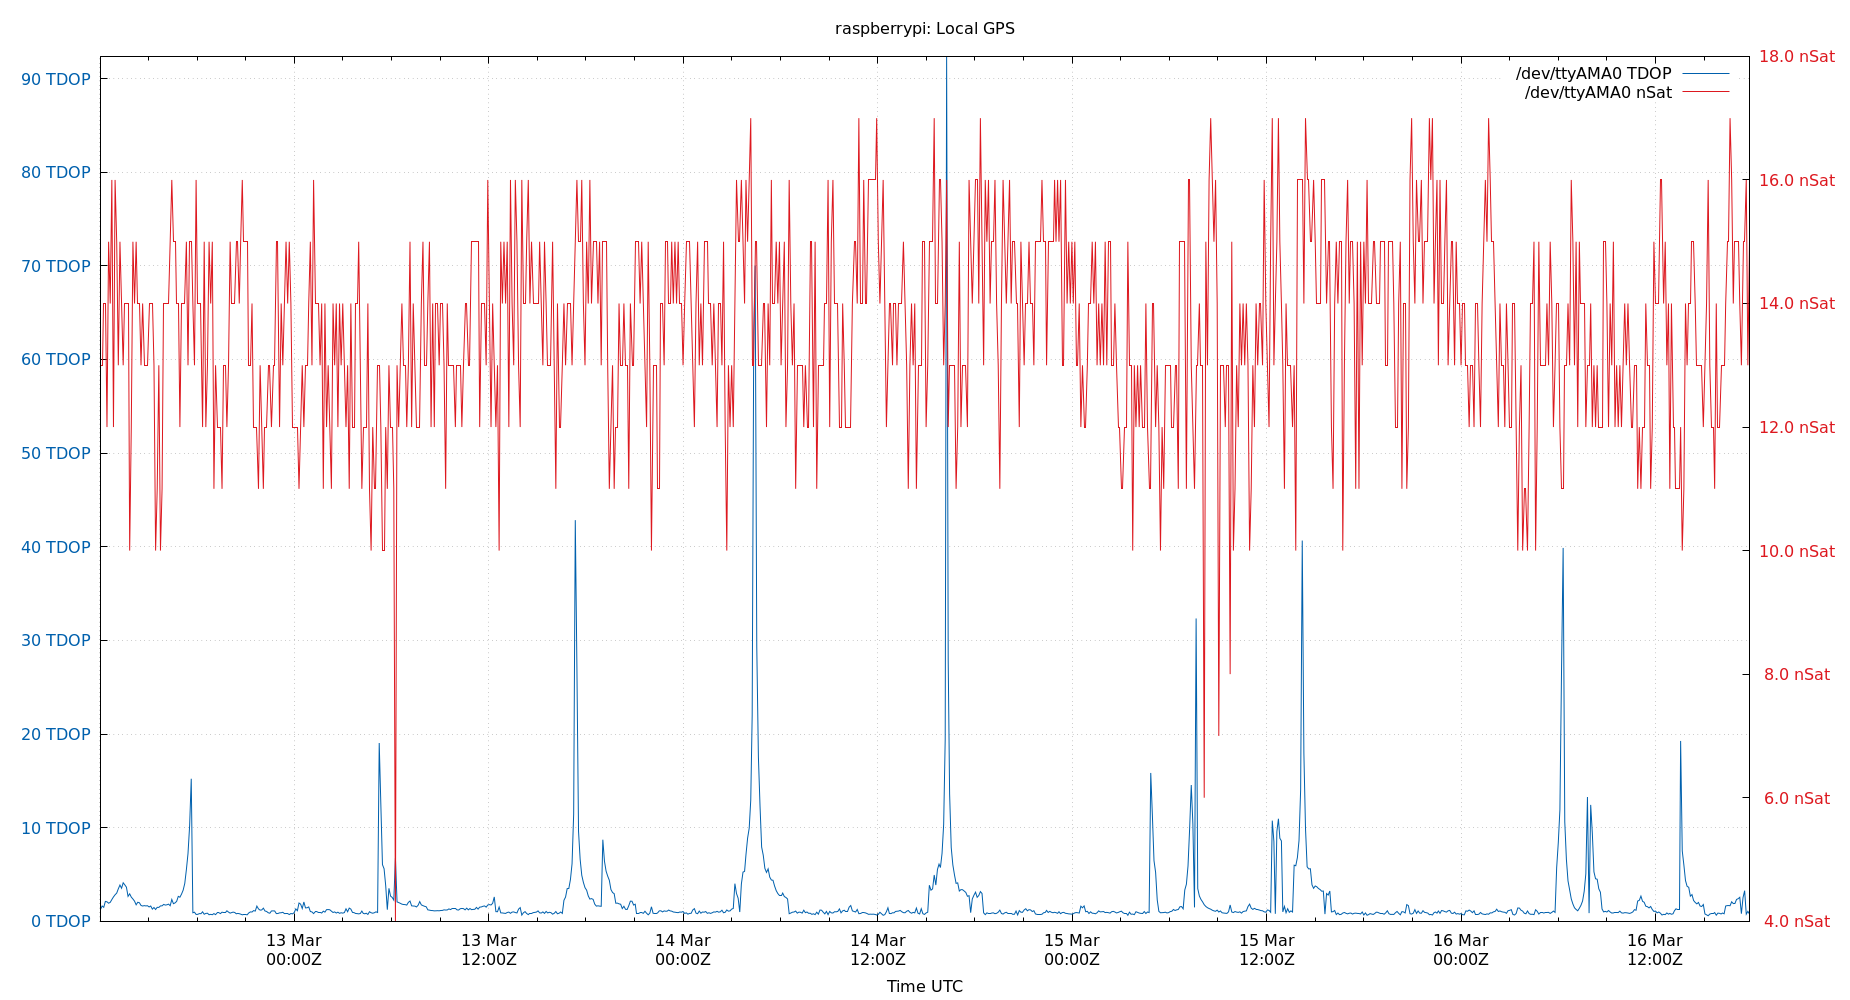 raspberrypi: Local GPS
/dev/ttyAMA0 TDOP
/dev/ttyAMA0 nSat
90 TDOP
80 TDOP
70 TDOP
60 TDOP
50 TDOP
40 TDOP
30 TDOP
20 TDOP
10 TDOP
0 TDOP
18.0 nSat
16.0 nSat
14.0 nSat
12.0 nSat
10.0 nSat
8.0 nSat
6.0 nSat
4.0 nSat
13 Mar
00:00Z
13 Mar
12:00Z
14 Mar
00:00Z
14 Mar
12:00Z
15 Mar
00:00Z
15 Mar
12:00Z
16 Mar
00:00Z
16 Mar
12:00Z
Time UTC